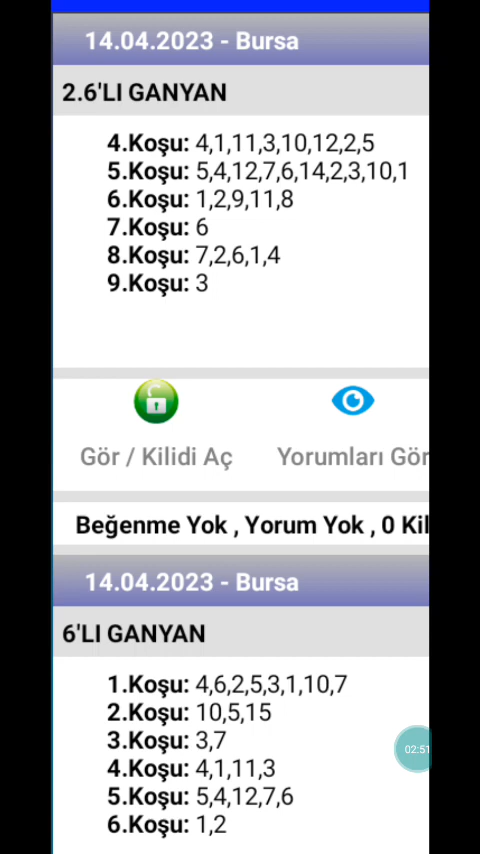 14.04.2023 - Bursa
2.6'LI GANYAN
4.Koşu: 4,1,11,3,10,12,2,5
5.Koşu: 5,4,12,7,6,14,2,3,10,1
6.Koşu: 1,2,9,11,8
7.Koşu: 6
8.Koşu: 7,2,6,1,4
9.Koşu: 3
Gör / Kilidi Aç
Yorumları Gör
Beğenme Yok , Yorum Yok , 0 Kil
14.04.2023 - Bursa
6'LI GANYAN
1.Koşu: 4,6,2,5,3,1,10,7
2.Koşu: 10,5,15
3.Koşu: 3,7
02:51
4.Koşu: 4,1,11,3
5.Koşu: 5,4,12,7,6
6.Koşu: 1,2